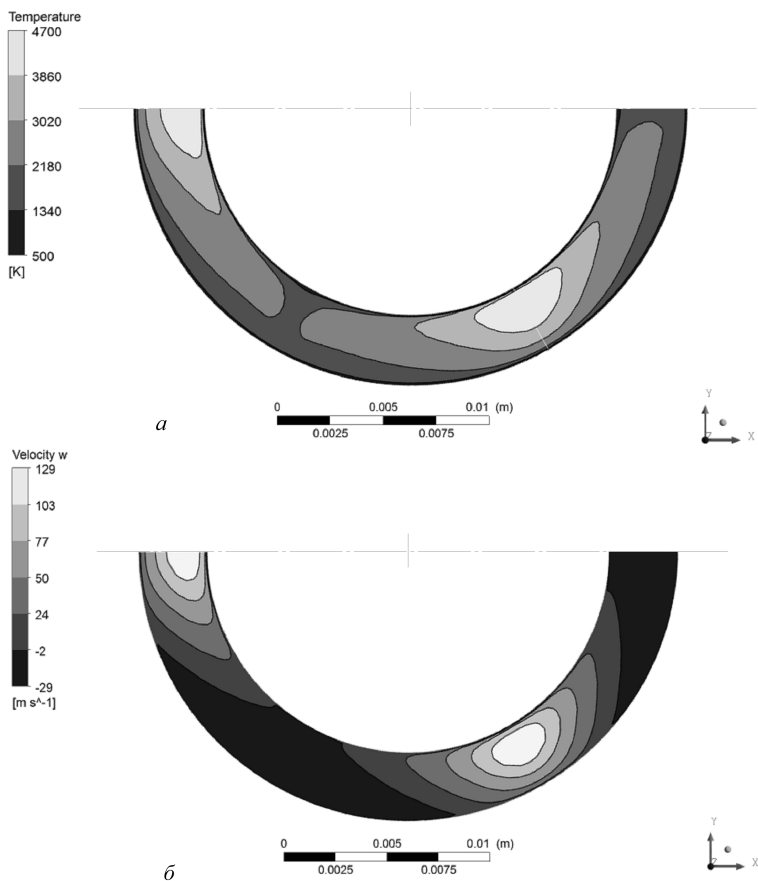 Temperature
4700
3860
3020
2180
1340
500
[K]
0 0.005 0.01 (m)
0.0025 0.0075
а
Y
Z X
Velocity w
129
103
77
50
24
-2
-29
[m s^-1]
0 0.005 0.01 (m)
0.0025 0.0075
б
Y
Z X